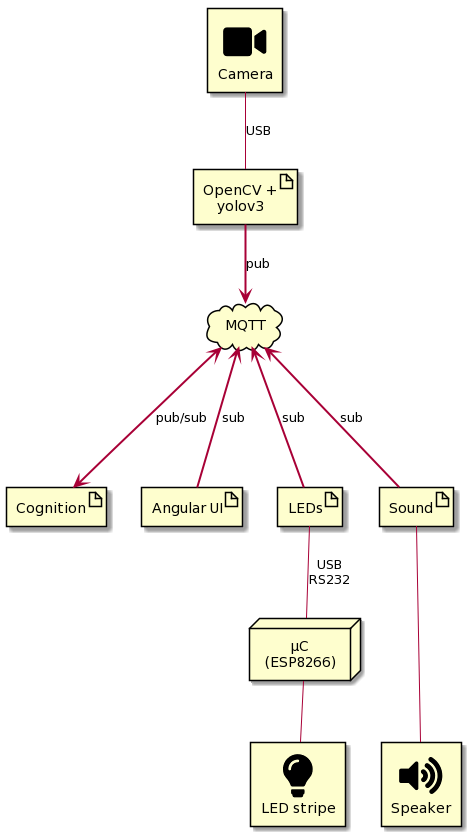 Camera
USB
OpenCV +
yolov3
pub
MQTT
pub/sub
sub
sub
sub
Cognition
Angular UI
LEDs
Sound
USB
RS232
µC
(ESP8266)
LED stripe
Speaker